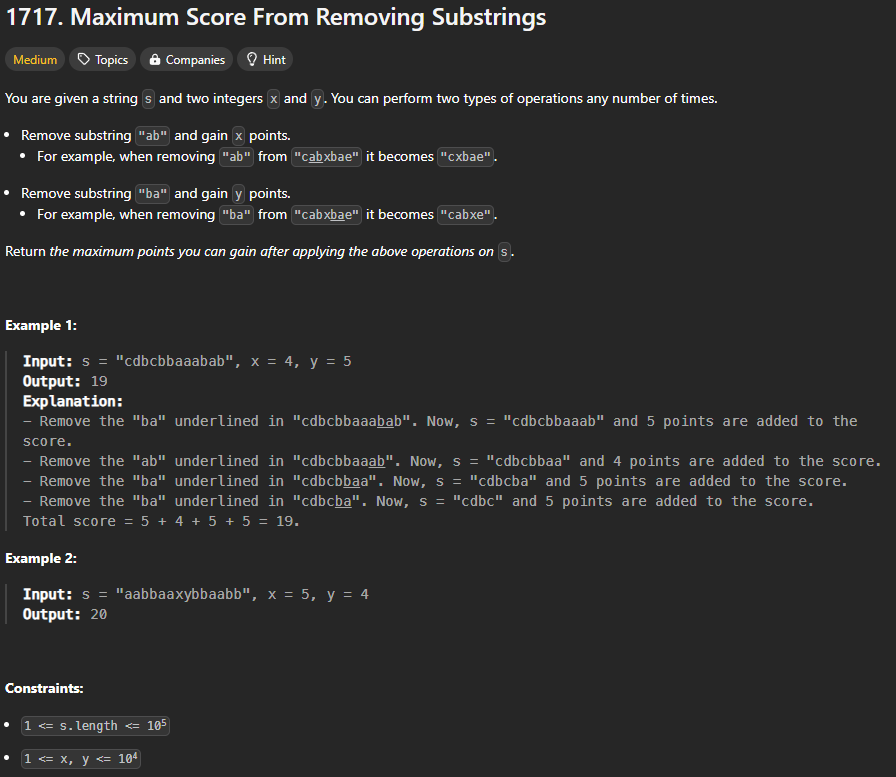 1717. Maximum Score From Removing Substrings
Medium Topics Companies Hint
You are given a string s and two integers x and y. You can perform two types of operations any number of times.
• Remove substring "ab" and gain x points.
• For example, when removing "ab" from "cabxbae" it becomes "cxbae".
• Remove substring "ba" and gain y points.
• For example, when removing "ba" from "cabxbae" it becomes "cabxe".
Return the maximum points you can gain after applying the above operations on s.
Example 1:
Input: s = "cdbcbbaaabab", x = 4, y = 5
Output: 19
Explanation:
- Remove the "ba" underlined in "cdbcbbaaabab". Now, s = "cdbcbbaaab" and 5 points are added to the
score.
- Remove the "ab" underlined in "cdbcbbaaab". Now, s = "cdbcbbaa" and 4 points are added to the score.
- Remove the "ba" underlined in "cdbcbbaa". Now, s = "cdbcba" and 5 points are added to the score.
- Remove the "ba" underlined in "cdbcba". Now, s = "cdbc" and 5 points are added to the score.
Total score = 5 + 4 + 5 + 5 = 19.
Example 2:
Input: s = "aabbaaxybbaabb", x = 5, y = 4
Output: 20
Constraints:
• 1 <= s.length <= 10⁵
• 1 <= x, y <= 10⁴